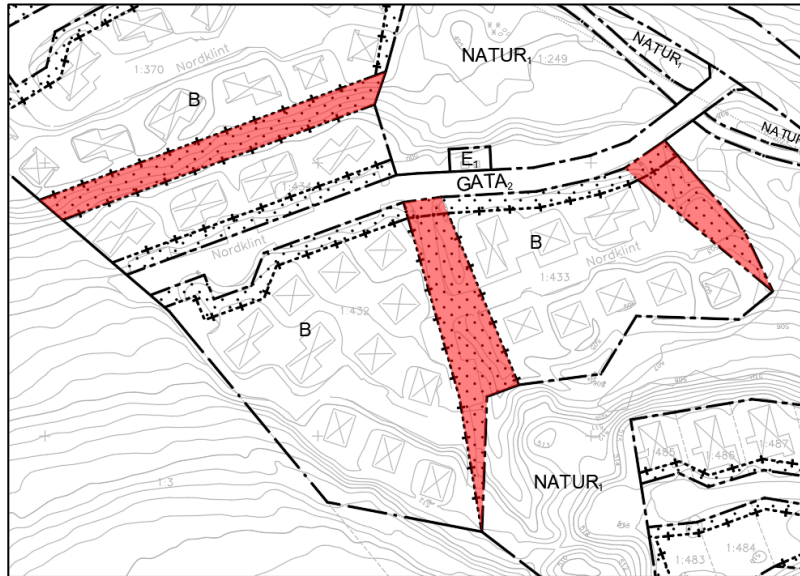 NATUR₁
1:370
Nordklint
NATUR₁
1:249
B
NATUR
E₁
GATA₂
B
Nordklint
Nordklint
1:433
1:432
B
1:3
NATUR₁
1:485
1:486
1:487
1:483
1:484